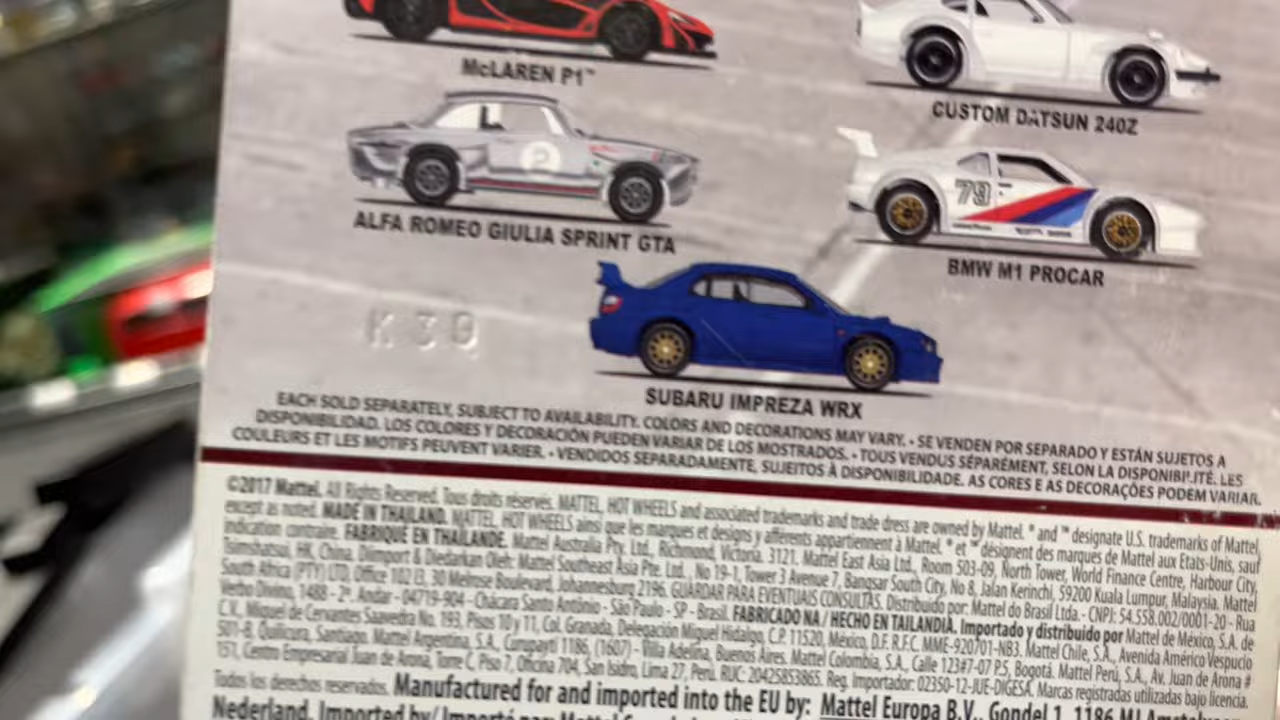 McLAREN P1™
CUSTOM DATSUN 240Z
2
ALFA ROMEO GIULIA SPRINT GTA
79
BMW M1 PROCAR
K30
SUBARU IMPREZA WRX
EACH SOLD SEPARATELY, SUBJECT TO AVAILABILITY. COLORS AND DECORATIONS MAY VARY. • SE VENDEN POR SEPARADO Y ESTÁN SUJETOS A
DISPONIBILIDAD. LOS COLORES Y DECORACIÓN PUEDEN VARIAR DE LOS MOSTRADOS. • TOUS VENDUS SÉPARÉMENT, SELON LA DISPONIBILITÉ. LES
COULEURS ET LES MOTIFS PEUVENT VARIER. • VENDIDOS SEPARADAMENTE, SUJEITOS À DISPONIBILIDADE. AS CORES E AS DECORAÇÕES PODEM VARIAR.
©2017 Mattel. All Rights Reserved. Tous droits réservés. MATTEL, HOT WHEELS and associated trademarks and trade dress are owned by Mattel. ® and ™ designate U.S. trademarks of Mattel,
except as noted. MADE IN THAILAND. MATTEL, HOT WHEELS ainsi que les marques et designs y afférents appartiennent à Mattel. ® et ™ désignent des marques de Mattel aux États-Unis, sauf
indication contraire. FABRIQUÉ EN THAÏLANDE. Mattel Australia Pty. Ltd., Richmond, Victoria. 3121. Mattel East Asia Ltd., Room 503-09, North Tower, World Finance Centre, Harbour City,
Tsimshatsui, HK, China. Diimport & Diedarkan Oleh: Mattel Southeast Asia Pte. Ltd., No 19-1, Tower 3 Avenue 7, Bangsar South City, No 8, Jalan Kerinchi, 59200 Kuala Lumpur, Malaysia. Mattel
South Africa (PTY) LTD, Office 102 I3, 30 Melrose Boulevard, Johannesburg 2196. GUARDAR PARA EVENTUAIS CONSULTAS. Distribuído por: Mattel do Brasil Ltda. - CNPJ: 54.558.002/0001-20 - Rua
Verbo Divino, 1488 - 2º. Andar - 04719-904 - Chácara Santo Antônio - São Paulo - SP - Brasil. FABRICADO NA / HECHO EN TAILANDIA. Importado y distribuido por Mattel de México, S.A. de
C.V., Miguel de Cervantes Saavedra No. 193, Pisos 10 y 11, Col. Granada, Delegación Miguel Hidalgo, C.P. 11520, México, D.F. R.F.C. MME-920701-NB3. Mattel Chile, S.A., Avenida Américo Vespucio
501-B, Quilicura, Santiago. Mattel Argentina, S.A., Curupaytí 1186, (1607) - Villa Adelina, Buenos Aires. Mattel Colombia, S.A., Calle 123#7-07 P.5, Bogotá. Mattel Perú, S.A., Av. Juan de Arona #
151, Centro Empresarial Juan de Arona, Torre C, Piso 7, Oficina 704, San Isidro, Lima 27, Perú. RUC: 20425853865. Reg. Importador: 02350-12-JUE-DIGESA. Marcas registradas utilizadas bajo licencia.
Todos los derechos reservados. Manufactured for and imported into the EU by: Mattel Europa B.V., Gondel 1, 1186 MJ
Nederland. Imported by/ Importé par: Mattel